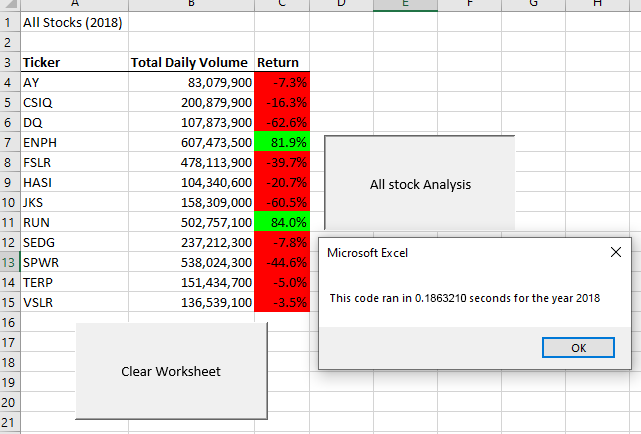 A B C D E F G H
1 All Stocks (2018)
2
3 Ticker Total Daily Volume Return
4 AY 83,079,900 -7.3%
5 CSIQ 200,879,900 -16.3%
6 DQ 107,873,900 -62.6%
7 ENPH 607,473,500 81.9%
8 FSLR 478,113,900 -39.7%
9 HASI 104,340,600 -20.7%
10 JKS 158,309,000 -60.5%
11 RUN 502,757,100 84.0%
12 SEDG 237,212,300 -7.8%
13 SPWR 538,024,300 -44.6%
14 TERP 151,434,700 -5.0%
15 VSLR 136,539,100 -3.5%
16
17
18
19
20
21
All stock Analysis
Microsoft Excel
This code ran in 0.1863210 seconds for the year 2018
OK
Clear Worksheet